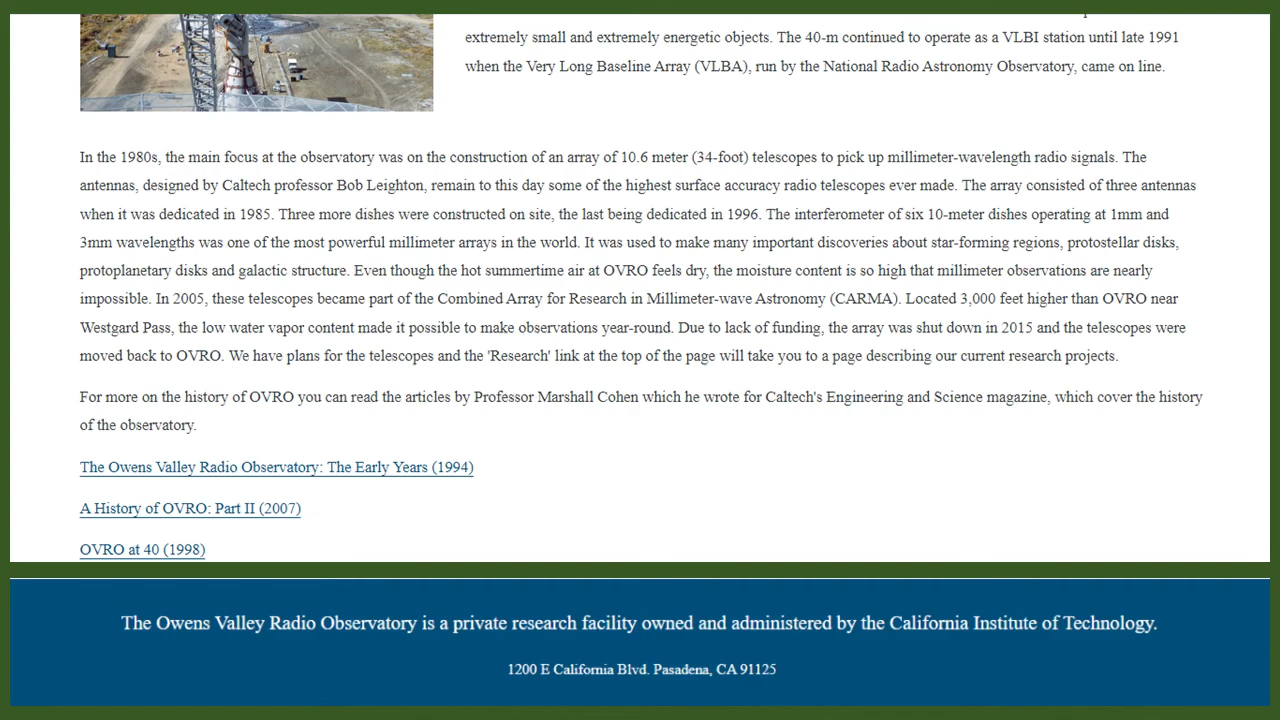 extremely small and extremely energetic objects. The 40-m continued to operate as a VLBI station until late 1991
when the Very Long Baseline Array (VLBA), run by the National Radio Astronomy Observatory, came on line.
In the 1980s, the main focus at the observatory was on the construction of an array of 10.6 meter (34-foot) telescopes to pick up millimeter-wavelength radio signals. The
antennas, designed by Caltech professor Bob Leighton, remain to this day some of the highest surface accuracy radio telescopes ever made. The array consisted of three antennas
when it was dedicated in 1985. Three more dishes were constructed on site, the last being dedicated in 1996. The interferometer of six 10-meter dishes operating at 1mm and
3mm wavelengths was one of the most powerful millimeter arrays in the world. It was used to make many important discoveries about star-forming regions, protostellar disks,
protoplanetary disks and galactic structure. Even though the hot summertime air at OVRO feels dry, the moisture content is so high that millimeter observations are nearly
impossible. In 2005, these telescopes became part of the Combined Array for Research in Millimeter-wave Astronomy (CARMA). Located 3,000 feet higher than OVRO near
Westgard Pass, the low water vapor content made it possible to make observations year-round. Due to lack of funding, the array was shut down in 2015 and the telescopes were
moved back to OVRO. We have plans for the telescopes and the 'Research' link at the top of the page will take you to a page describing our current research projects.
For more on the history of OVRO you can read the articles by Professor Marshall Cohen which he wrote for Caltech's Engineering and Science magazine, which cover the history
of the observatory.
The Owens Valley Radio Observatory: The Early Years (1994)
A History of OVRO: Part II (2007)
OVRO at 40 (1998)
The Owens Valley Radio Observatory is a private research facility owned and administered by the California Institute of Technology.
1200 E California Blvd. Pasadena, CA 91125